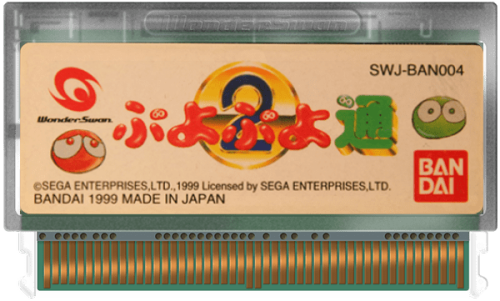 WonderSwan
SWJ-BAN004
WonderSwan
ぷよぷよ通
2
©SEGA ENTERPRISES,LTD.,1999 Licensed by SEGA ENTERPRISES,LTD.
BANDAI 1999 MADE IN JAPAN
BAN
DAI